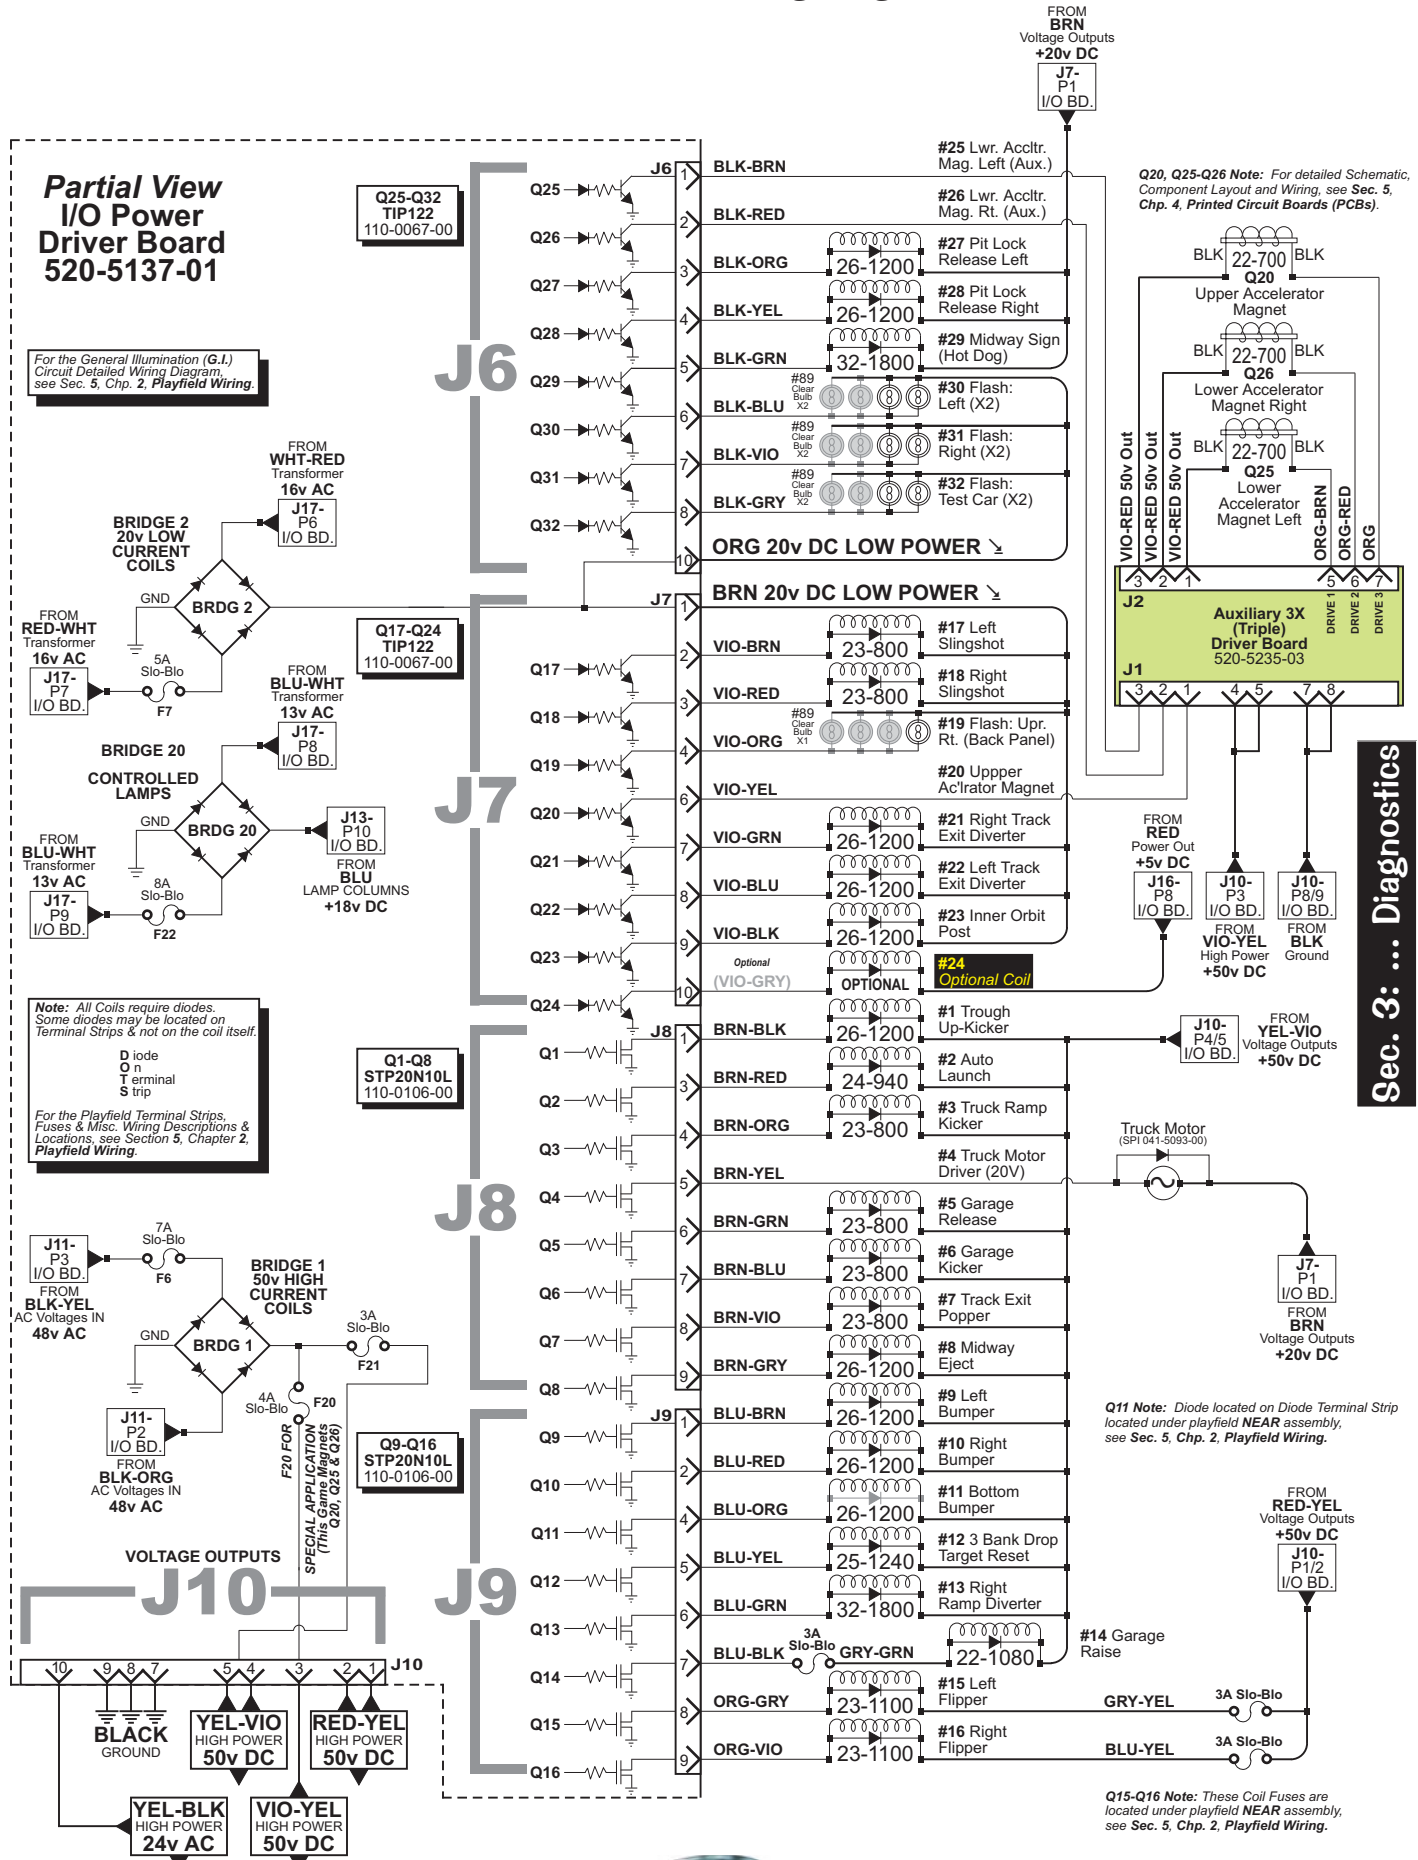 FROM
BRN
Voltage Outputs
+20v DC
J7-
P1
I/O BD.
Partial View
I/O Power
Driver Board
520-5137-01
For the General Illumination (G.I.)
Circuit Detailed Wiring Diagram,
see Sec. 5, Chp. 2, Playfield Wiring.
FROM
WHT-RED
Transformer
16v AC
J17-
P6
I/O BD.
BRIDGE 2
20v LOW
CURRENT
COILS
GND
BRDG 2
FROM
RED-WHT
Transformer
16v AC
J17-
P7
I/O BD.
5A
Slo-Blo
F7
FROM
BLU-WHT
Transformer
13v AC
J17-
P8
I/O BD.
BRIDGE 20
CONTROLLED
LAMPS
GND
BRDG 20
J13-
P10
I/O BD.
FROM
BLU
LAMP COLUMNS
+18v DC
FROM
BLU-WHT
Transformer
13v AC
J17-
P9
I/O BD.
8A
Slo-Blo
F22
Note: All Coils require diodes.
Some diodes may be located on
Terminal Strips & not on the coil itself.
D iode
O n
T erminal
S trip
For the Playfield Terminal Strips,
Fuses & Misc. Wiring Descriptions &
Locations, see Section 5, Chapter 2,
Playfield Wiring.
J11-
P3
I/O BD.
FROM
BLK-YEL
AC Voltages IN
48v AC
7A
Slo-Blo
F6
BRIDGE 1
50v HIGH
CURRENT
COILS
GND
BRDG 1
3A
Slo-Blo
F21
4A
Slo-Blo
F20
J11-
P2
I/O BD.
FROM
BLK-ORG
AC Voltages IN
48v AC
F20 FOR
SPECIAL APPLICATION
(This Game Magnets
Q20, Q25 & Q26)
VOLTAGE OUTPUTS
J10
10 9 8 7 5 4 3 2 1 J10
BLACK
GROUND
YEL-VIO
HIGH POWER
50v DC
RED-YEL
HIGH POWER
50v DC
YEL-BLK
HIGH POWER
24v AC
VIO-YEL
HIGH POWER
50v DC
Q25-Q32
TIP122
110-0067-00
J6
Q25
Q26
Q27
Q28
Q29
Q30
Q31
Q32
J6
1 BLK-BRN #25 Lwr. Accltr.
Mag. Left (Aux.)
2 BLK-RED #26 Lwr. Accltr.
Mag. Rt. (Aux.)
3 BLK-ORG 26-1200 #27 Pit Lock
Release Left
4 BLK-YEL 26-1200 #28 Pit Lock
Release Right
5 BLK-GRN 32-1800 #29 Midway Sign
(Hot Dog)
6 BLK-BLU #89
Clear
Bulb
X2
#30 Flash:
Left (X2)
7 BLK-VIO #89
Clear
Bulb
X2
#31 Flash:
Right (X2)
8 BLK-GRY #89
Clear
Bulb
X2
#32 Flash:
Test Car (X2)
10 ORG 20v DC LOW POWER ↘
Q17-Q24
TIP122
110-0067-00
J7
Q17
Q18
Q19
Q20
Q21
Q22
Q23
Q24
J7
1 BRN 20v DC LOW POWER ↘
2 VIO-BRN 23-800 #17 Left
Slingshot
3 VIO-RED 23-800 #18 Right
Slingshot
4 VIO-ORG #89
Clear
Bulb
X1
#19 Flash: Upr.
Rt. (Back Panel)
6 VIO-YEL #20 Uppper
Ac'lrator Magnet
7 VIO-GRN 26-1200 #21 Right Track
Exit Diverter
8 VIO-BLU 26-1200 #22 Left Track
Exit Diverter
9 VIO-BLK 26-1200 #23 Inner Orbit
Post
10 Optional
(VIO-GRY) OPTIONAL #24
Optional Coil
Q1-Q8
STP20N10L
110-0106-00
J8
Q1
Q2
Q3
Q4
Q5
Q6
Q7
Q8
J8
1 BRN-BLK 26-1200 #1 Trough
Up-Kicker
3 BRN-RED 24-940 #2 Auto
Launch
4 BRN-ORG 23-800 #3 Truck Ramp
Kicker
5 BRN-YEL #4 Truck Motor
Driver (20V)
6 BRN-GRN 23-800 #5 Garage
Release
7 BRN-BLU 23-800 #6 Garage
Kicker
8 BRN-VIO 23-800 #7 Track Exit
Popper
9 BRN-GRY 26-1200 #8 Midway
Eject
Q9-Q16
STP20N10L
110-0106-00
J9
Q9
Q10
Q11
Q12
Q13
Q14
Q15
Q16
J9
1 BLU-BRN 26-1200 #9 Left
Bumper
2 BLU-RED 26-1200 #10 Right
Bumper
4 BLU-ORG 26-1200 #11 Bottom
Bumper
5 BLU-YEL 25-1240 #12 3 Bank Drop
Target Reset
6 BLU-GRN 32-1800 #13 Right
Ramp Diverter
7 BLU-BLK 3A
Slo-Blo GRY-GRN 22-1080 #14 Garage
Raise
8 ORG-GRY 23-1100 #15 Left
Flipper GRY-YEL 3A Slo-Blo
9 ORG-VIO 23-1100 #16 Right
Flipper BLU-YEL 3A Slo-Blo
Q20, Q25-Q26 Note: For detailed Schematic,
Component Layout and Wiring, see Sec. 5,
Chp. 4, Printed Circuit Boards (PCBs).
BLK 22-700 BLK
Q20
Upper Accelerator
Magnet
BLK 22-700 BLK
Q26
Lower Accelerator
Magnet Right
BLK 22-700 BLK
Q25
Lower
Accelerator
Magnet Left
VIO-RED 50v Out
VIO-RED 50v Out
VIO-RED 50v Out
ORG-BRN
ORG-RED
ORG
3 2 1 5 6 7
J2
DRIVE 1
DRIVE 2
DRIVE 3
Auxiliary 3X
(Triple)
Driver Board
520-5235-03
J1
3 2 1 4 5 7 8
FROM
RED
Power Out
+5v DC
J16-
P8
I/O BD.
J10-
P3
I/O BD.
FROM
VIO-YEL
High Power
+50v DC
J10-
P8/9
I/O BD.
FROM
BLK
Ground
J10-
P4/5
I/O BD.
FROM
YEL-VIO
Voltage Outputs
+50v DC
Truck Motor
(SPI 041-5093-00)
J7-
P1
I/O BD.
FROM
BRN
Voltage Outputs
+20v DC
Q11 Note: Diode located on Diode Terminal Strip
located under playfield NEAR assembly,
see Sec. 5, Chp. 2, Playfield Wiring.
FROM
RED-YEL
Voltage Outputs
+50v DC
J10-
P1/2
I/O BD.
Q15-Q16 Note: These Coil Fuses are
located under playfield NEAR assembly,
see Sec. 5, Chp. 2, Playfield Wiring.
Sec. 3: ... Diagnostics